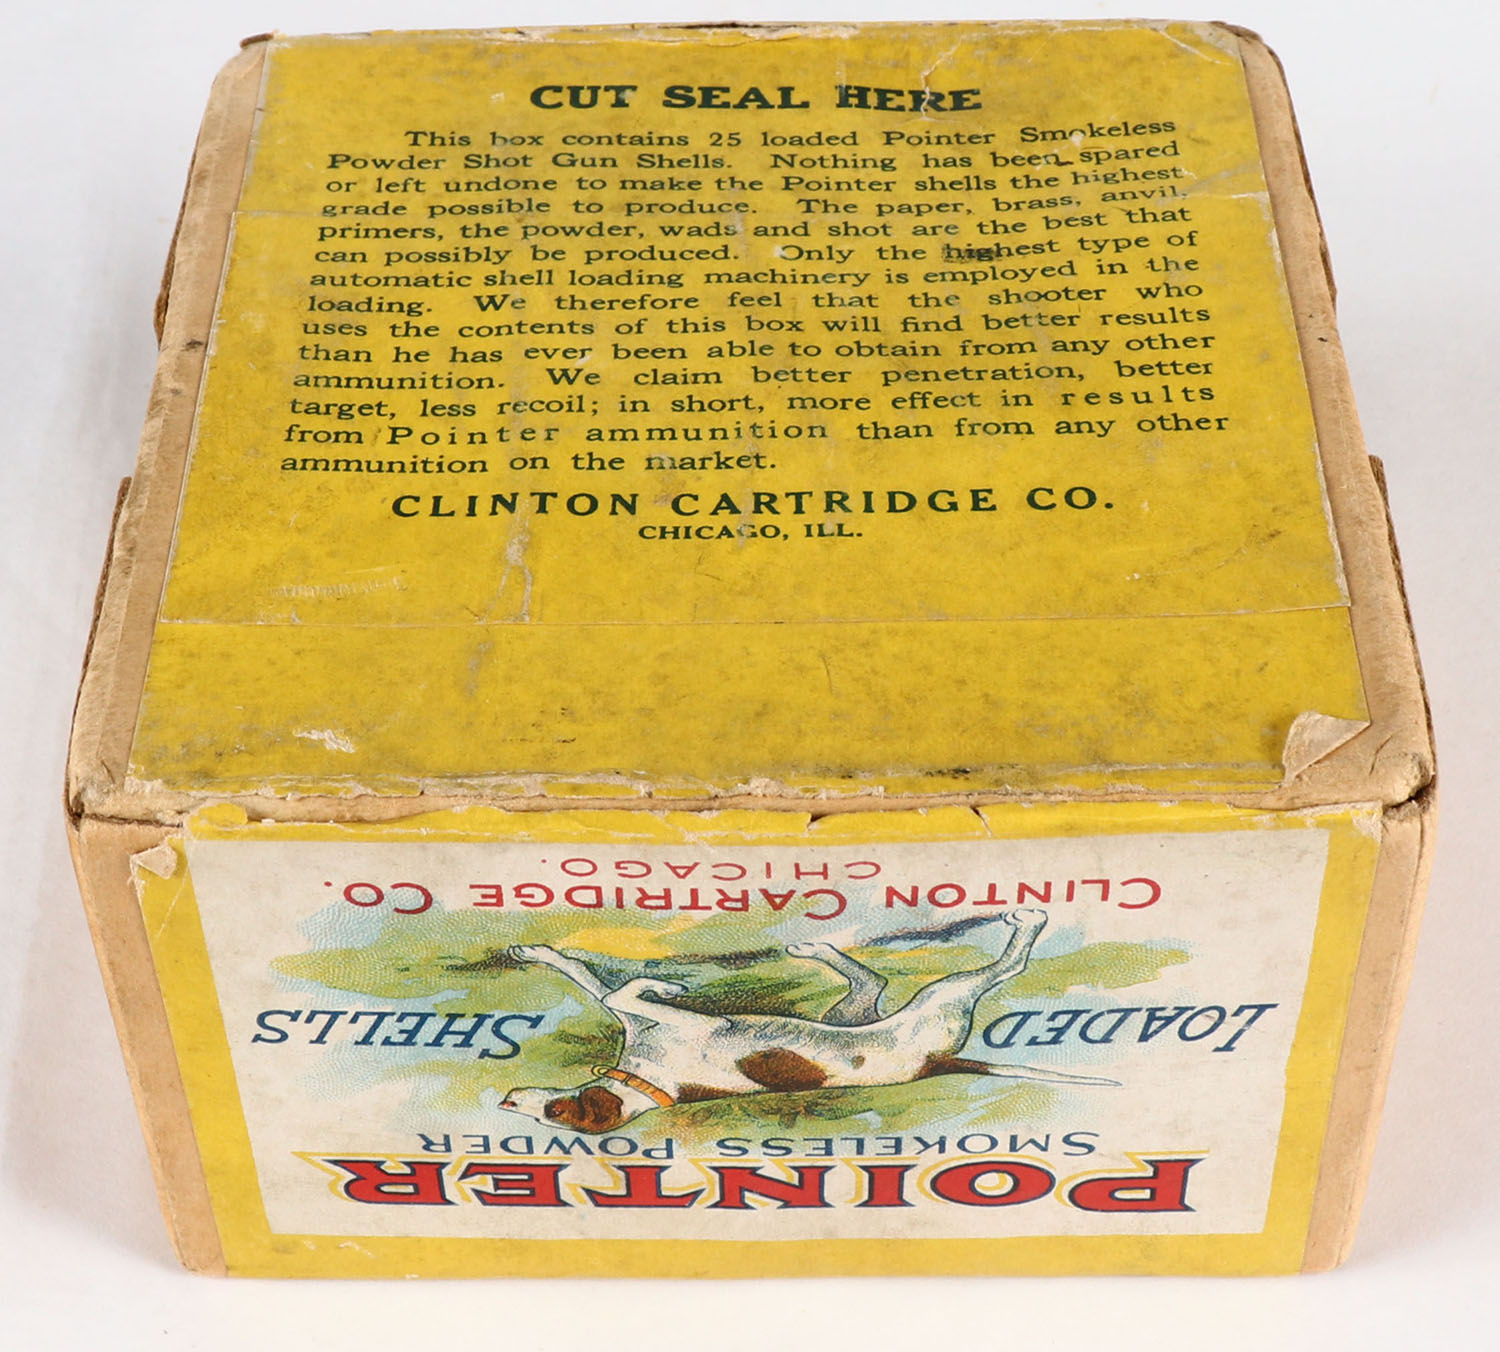 CUT SEAL HERE
This box contains 25 loaded Pointer Smokeless
Powder Shot Gun Shells. Nothing has been spared
or left undone to make the Pointer shells the highest
grade possible to produce. The paper, brass, anvil,
primers, the powder, wads and shot are the best that
can possibly be produced. Only the highest type of
automatic shell loading machinery is employed in the
loading. We therefore feel that the shooter who
uses the contents of this box will find better results
than he has ever been able to obtain from any other
ammunition. We claim better penetration, better
target, less recoil; in short, more effect in results
from Pointer ammunition than from any other
ammunition on the market.
CLINTON CARTRIDGE CO.
CHICAGO, ILL.
POINTER
SMOKELESS POWDER
LOADED SHELLS
CLINTON CARTRIDGE CO.
CHICAGO.